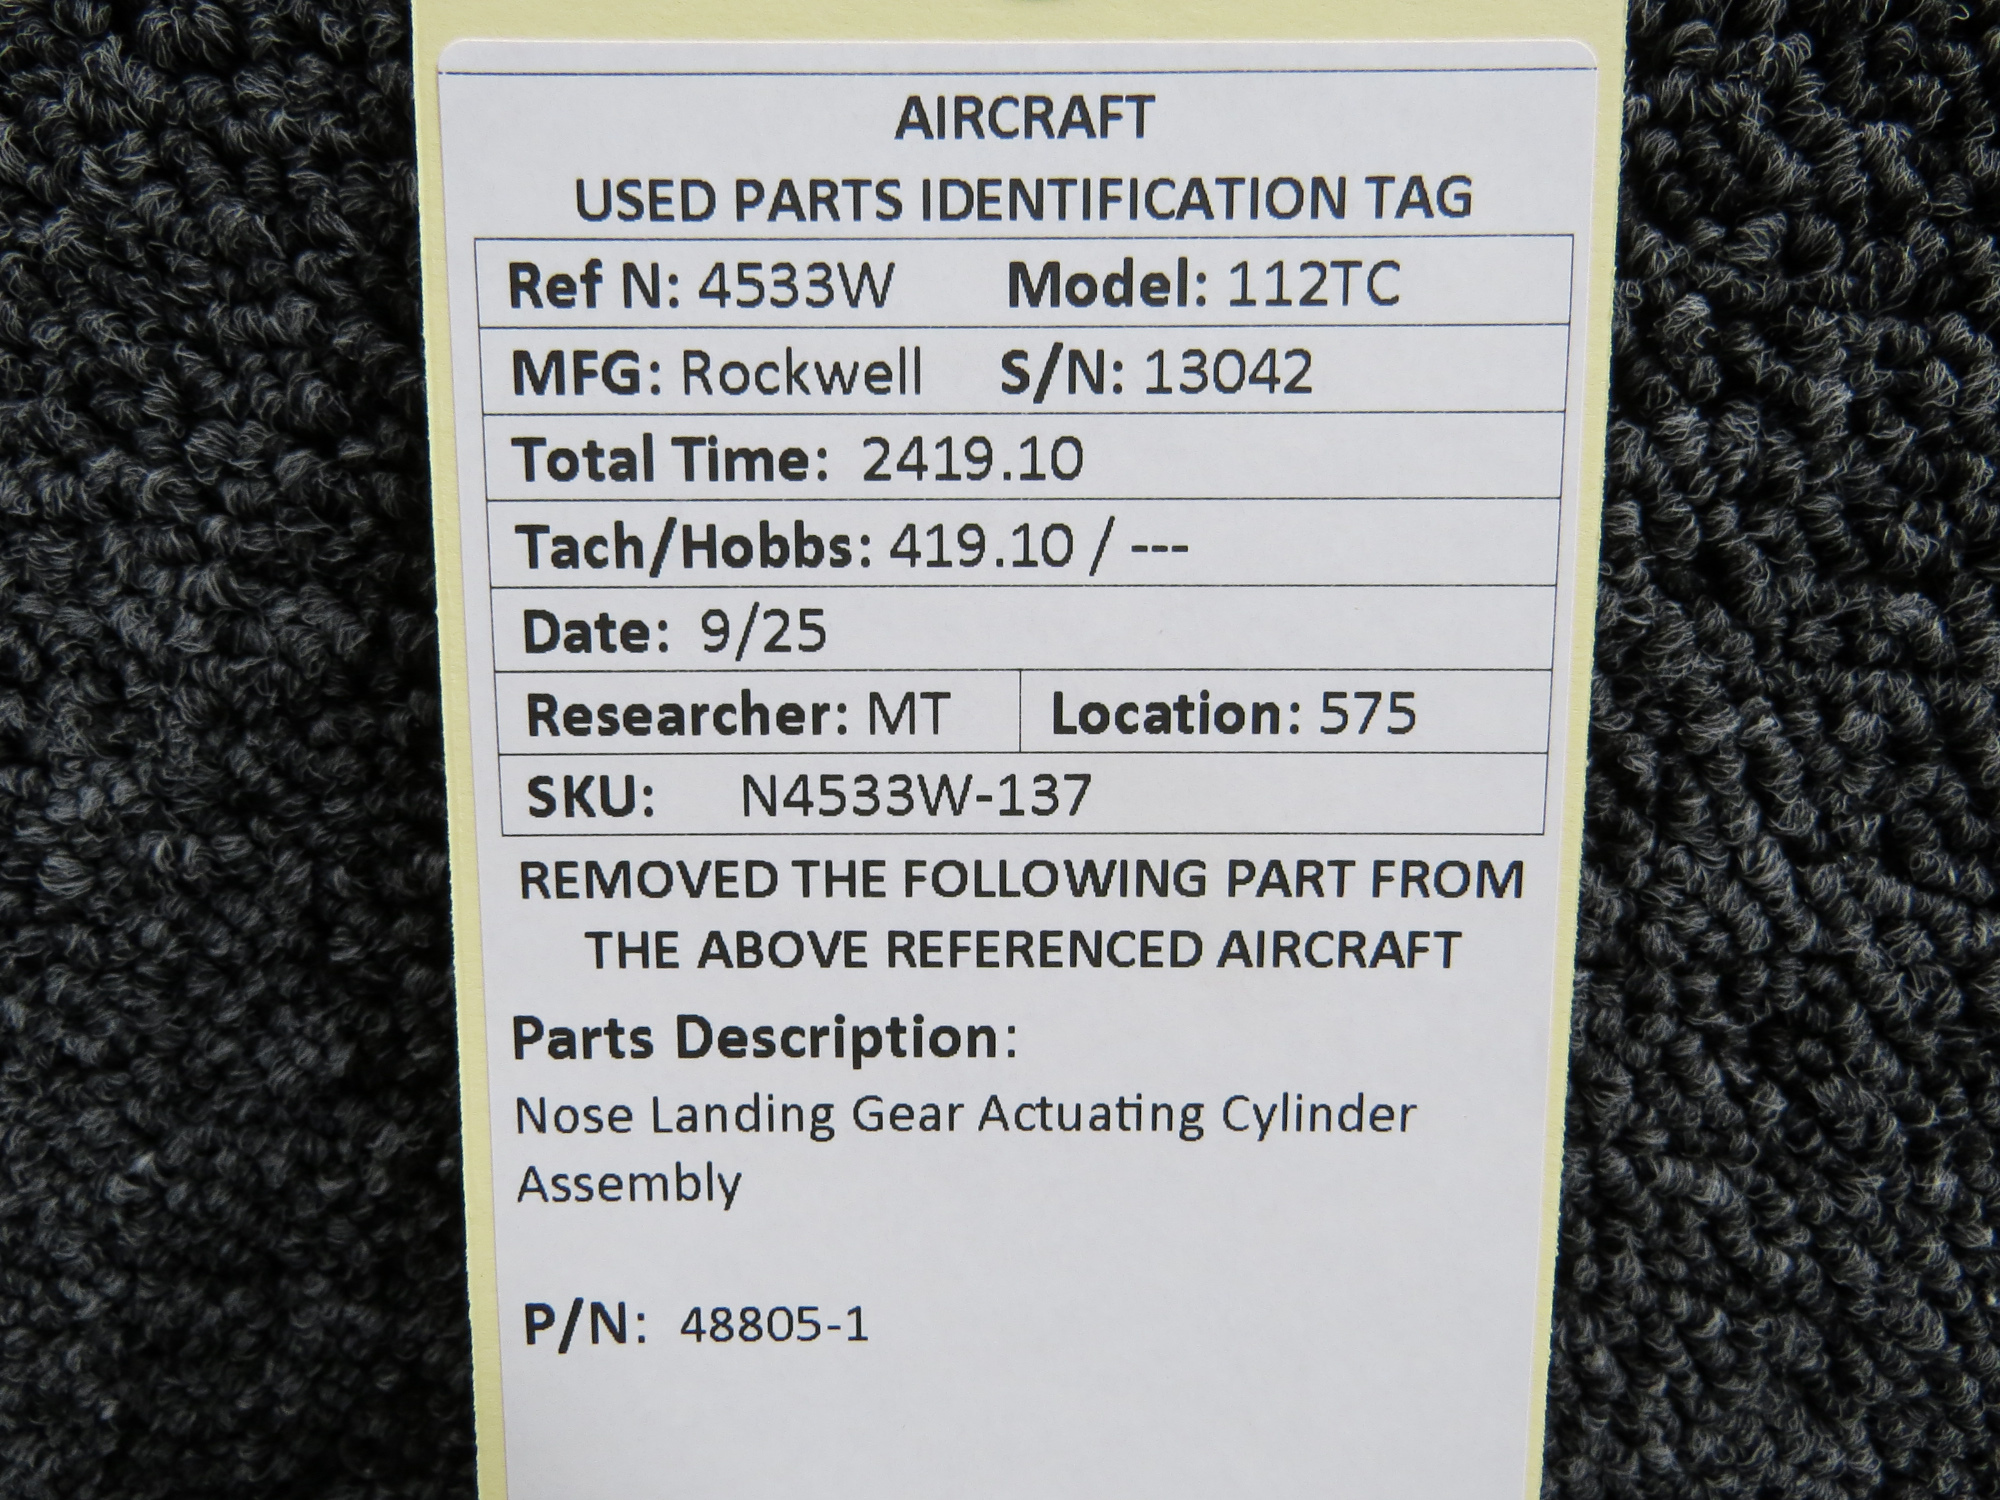 AIRCRAFT
USED PARTS IDENTIFICATION TAG
Ref N: 4533W Model: 112TC
MFG: Rockwell S/N: 13042
Total Time: 2419.10
Tach/Hobbs: 419.10 / ---
Date: 9/25
Researcher: MT Location: 575
SKU: N4533W-137
REMOVED THE FOLLOWING PART FROM
THE ABOVE REFERENCED AIRCRAFT
Parts Description:
Nose Landing Gear Actuating Cylinder
Assembly
P/N: 48805-1